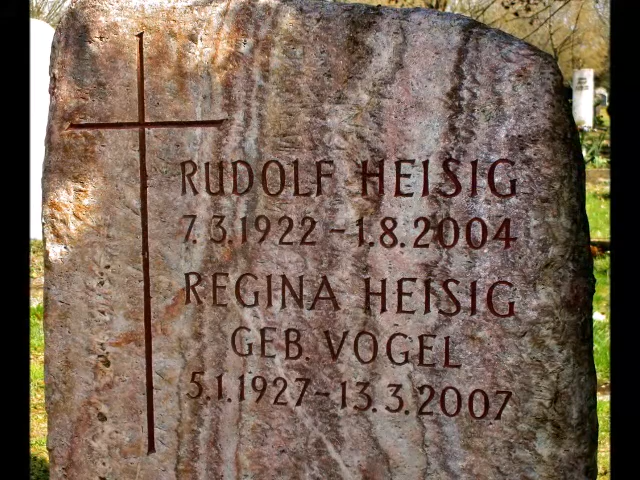 RUDOLF HEISIG
7.3.1922 - 1.8.2004
REGINA HEISIG
GEB. VOGEL
5.1.1927 - 13.3.2007